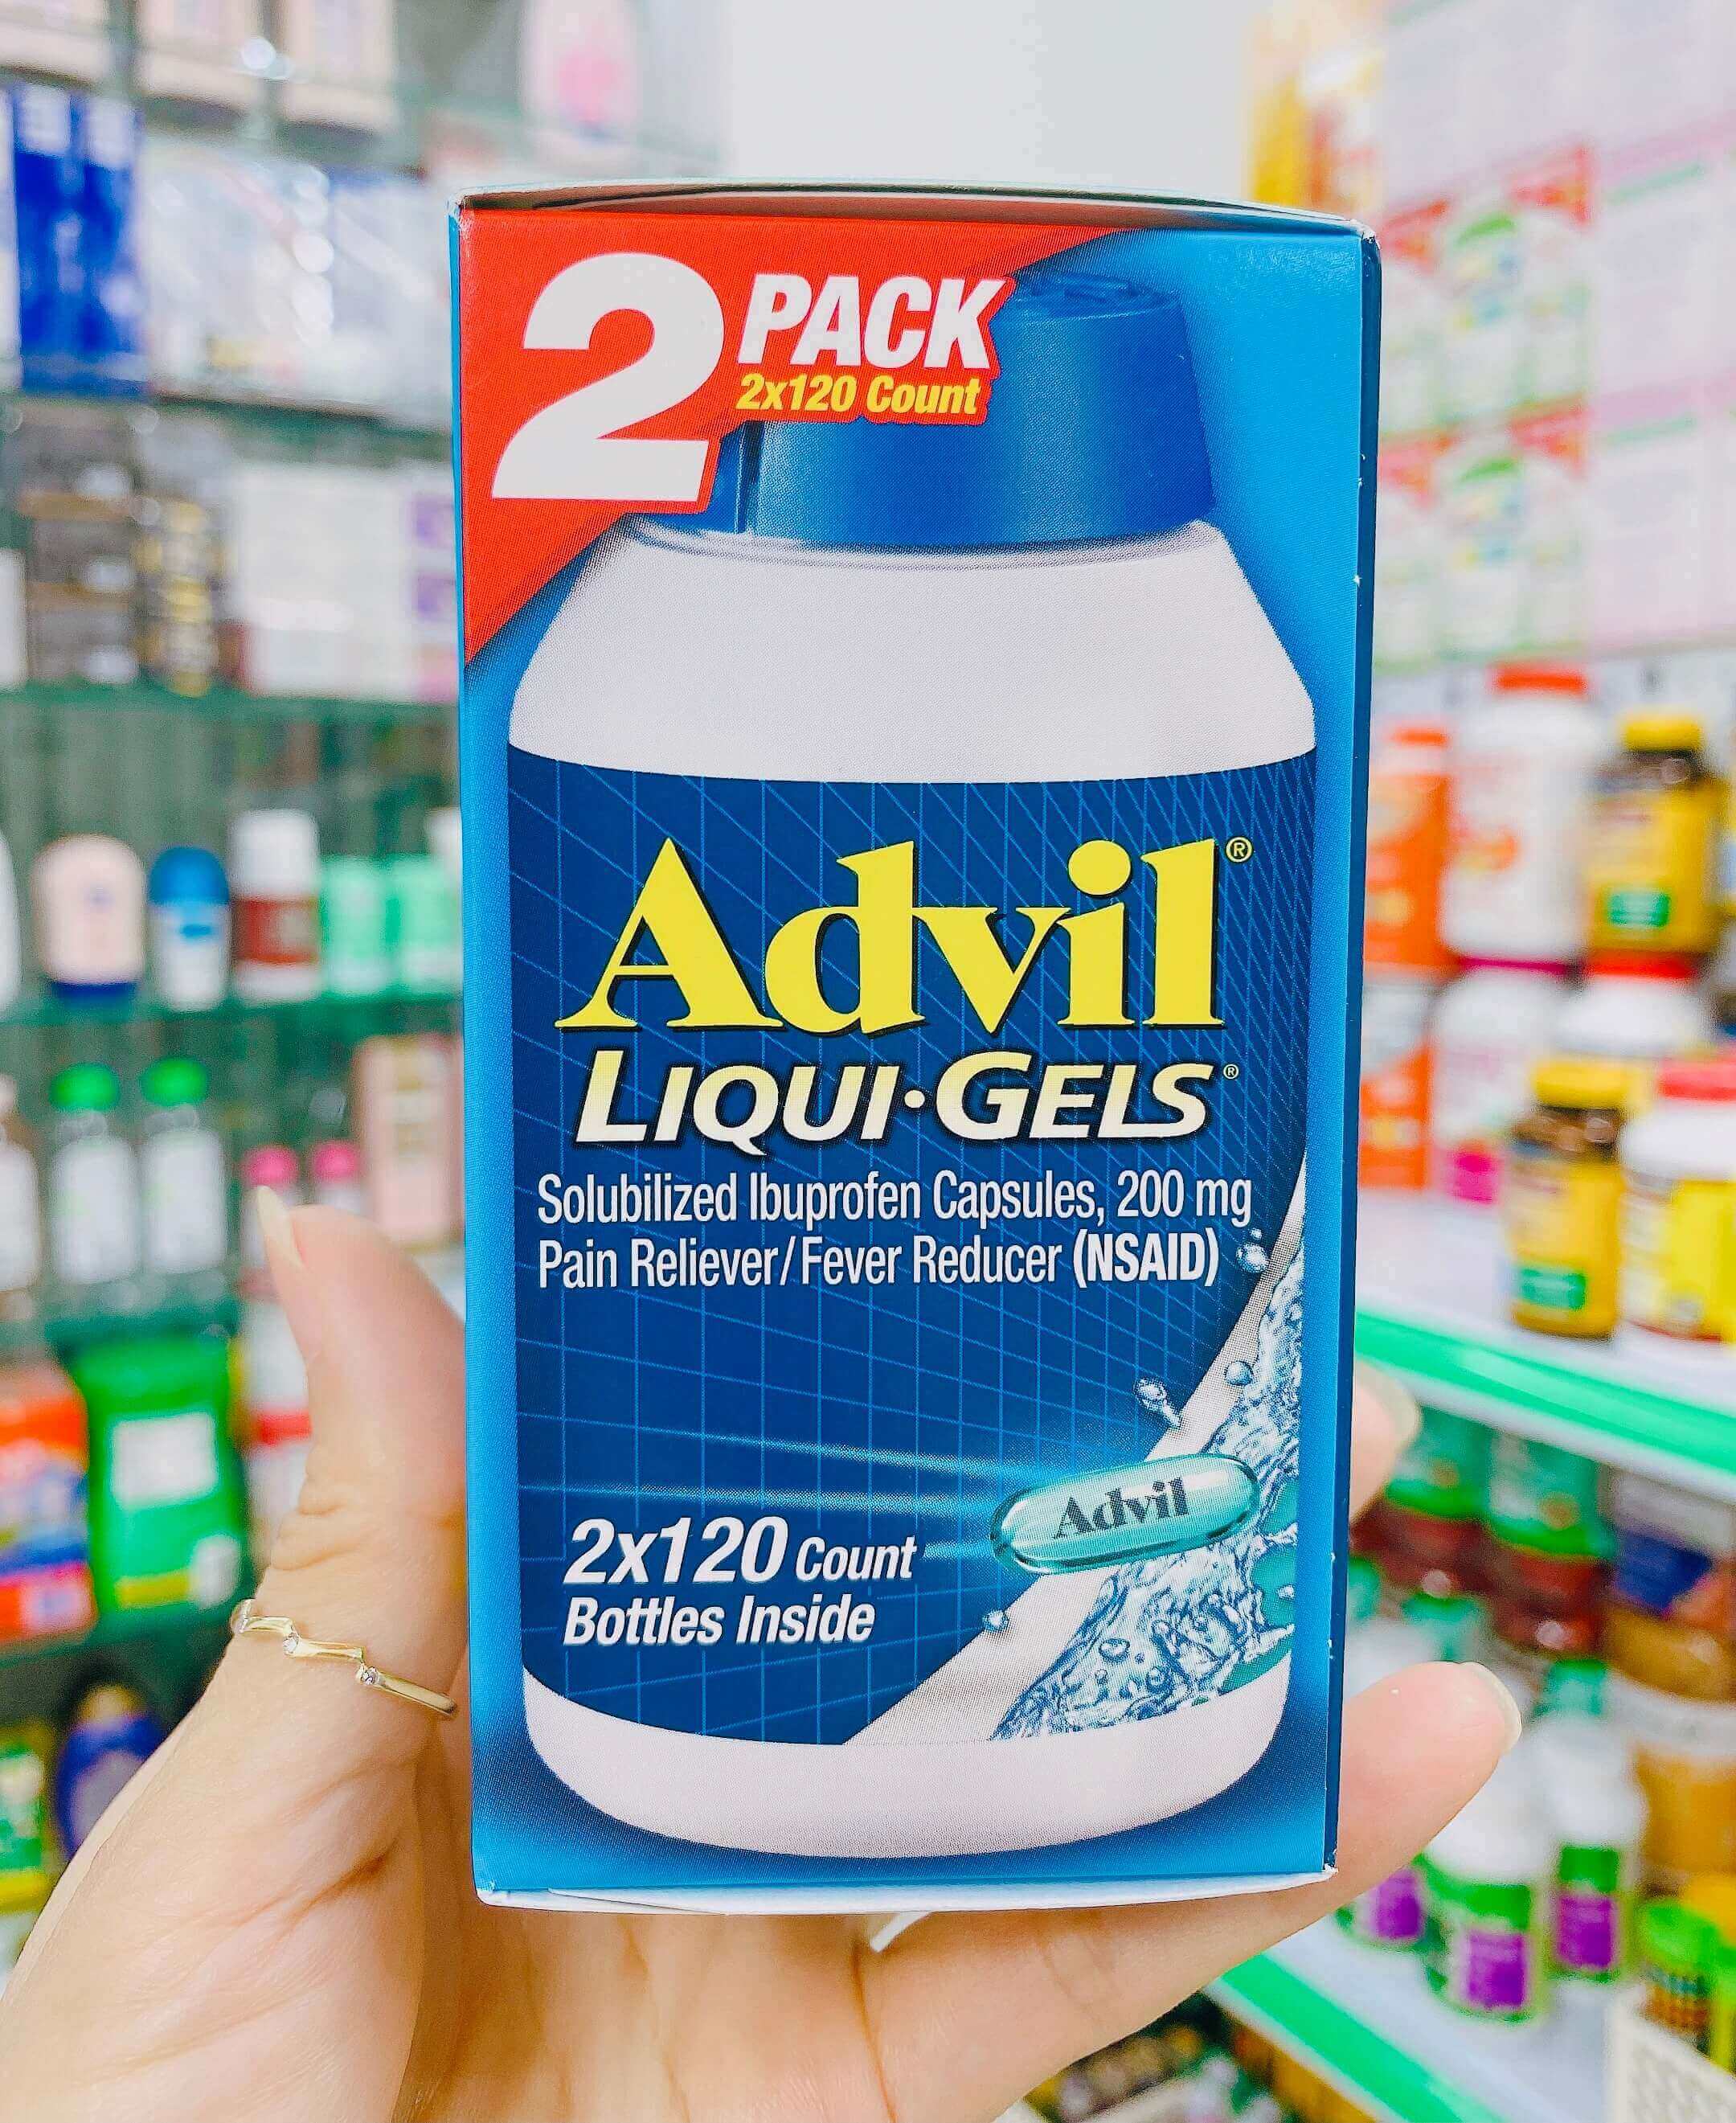 2 PACK
2x120 Count
Advil®
LIQUI·GELS®
Solubilized Ibuprofen Capsules, 200 mg
Pain Reliever/Fever Reducer (NSAID)
Advil
2x120 Count
Bottles Inside